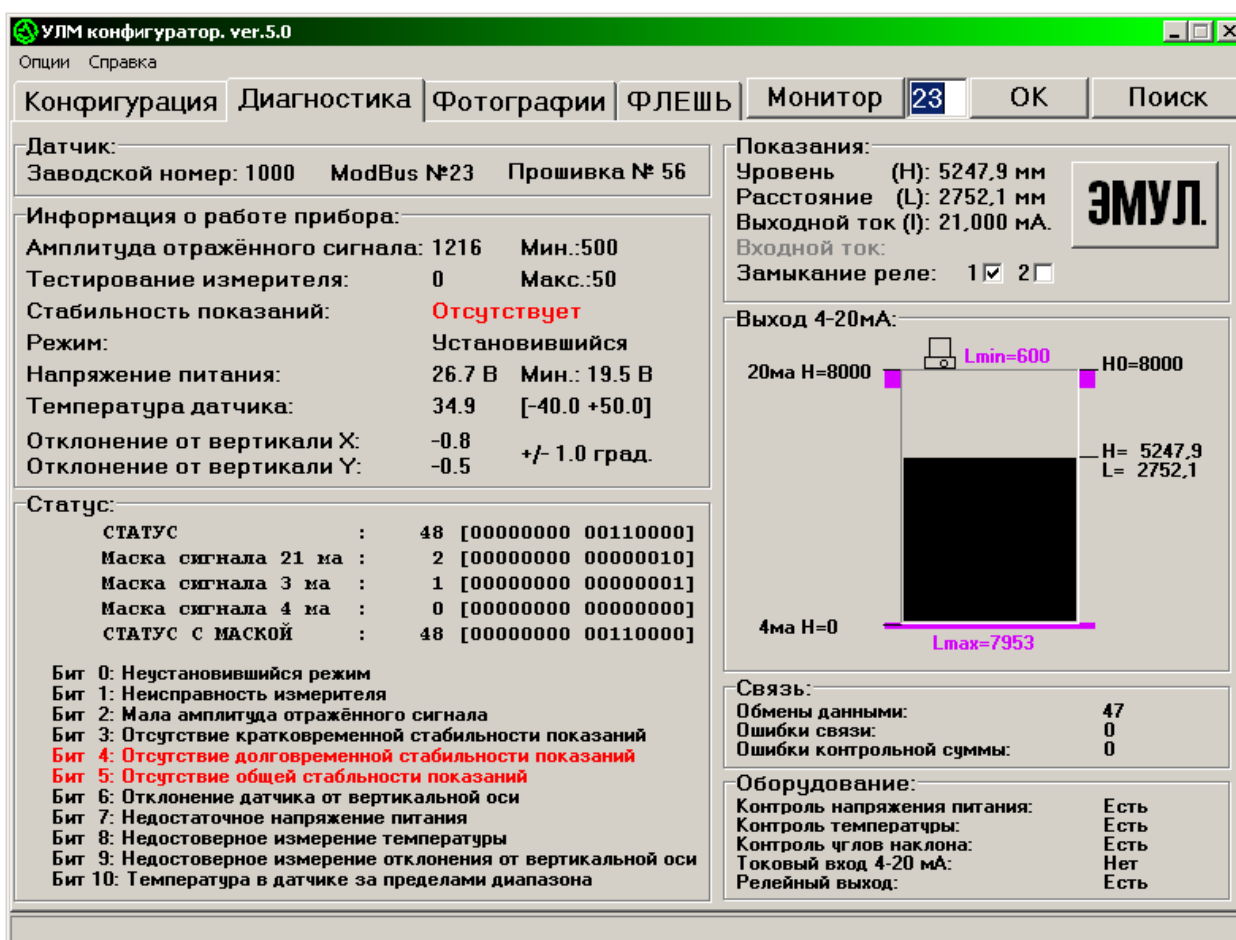 УЛМ конфигуратор. ver.5.0
Опции Справка
Конфигурация Диагностика Фотографии ФЛЕШЬ Монитор 23 OK Поиск
Датчик:
Заводской номер: 1000 ModBus №23 Прошивка № 56
Информация о работе прибора:
Амплитуда отражённого сигнала: 1216 Мин.:500
Тестирование измерителя: 0 Макс.:50
Стабильность показаний: Отсутствует
Режим: Установившийся
Напряжение питания: 26.7 В Мин.: 19.5 В
Температура датчика: 34.9 [-40.0 +50.0]
Отклонение от вертикали X: -0.8
+/- 1.0 град.
Отклонение от вертикали Y: -0.5
Статус:
СТАТУС : 48 [00000000 00110000]
Маска сигнала 21 ма : 2 [00000000 00000010]
Маска сигнала 3 ма : 1 [00000000 00000001]
Маска сигнала 4 ма : 0 [00000000 00000000]
СТАТУС С МАСКОЙ : 48 [00000000 00110000]
Бит 0: Неустановившийся режим
Бит 1: Неисправность измерителя
Бит 2: Мала амплитуда отражённого сигнала
Бит 3: Отсутствие кратковременной стабильности показаний
Бит 4: Отсутствие долговременной стабильности показаний
Бит 5: Отсутствие общей стабльности показаний
Бит 6: Отклонение датчика от вертикальной оси
Бит 7: Недостаточное напряжение питания
Бит 8: Недостоверное измерение температуры
Бит 9: Недостоверное измерение отклонения от вертикальной оси
Бит 10: Температура в датчике за пределами диапазона
Показания:
Уровень (H): 5247,9 мм
Расстояние (L): 2752,1 мм
Выходной ток (I): 21,000 мА.
Входной ток:
Замыкание реле: 1 2
ЭМУЛ.
Выход 4-20мА:
Lmin=600
20ма H=8000
H0=8000
H= 5247,9
L= 2752,1
4ма H=0
Lmax=7953
Связь:
Обмены данными: 47
Ошибки связи: 0
Ошибки контрольной суммы: 0
Оборудование:
Контроль напряжения питания: Есть
Контроль температуры: Есть
Контроль углов наклона: Есть
Токовый вход 4-20 мА: Нет
Релейный выход: Есть